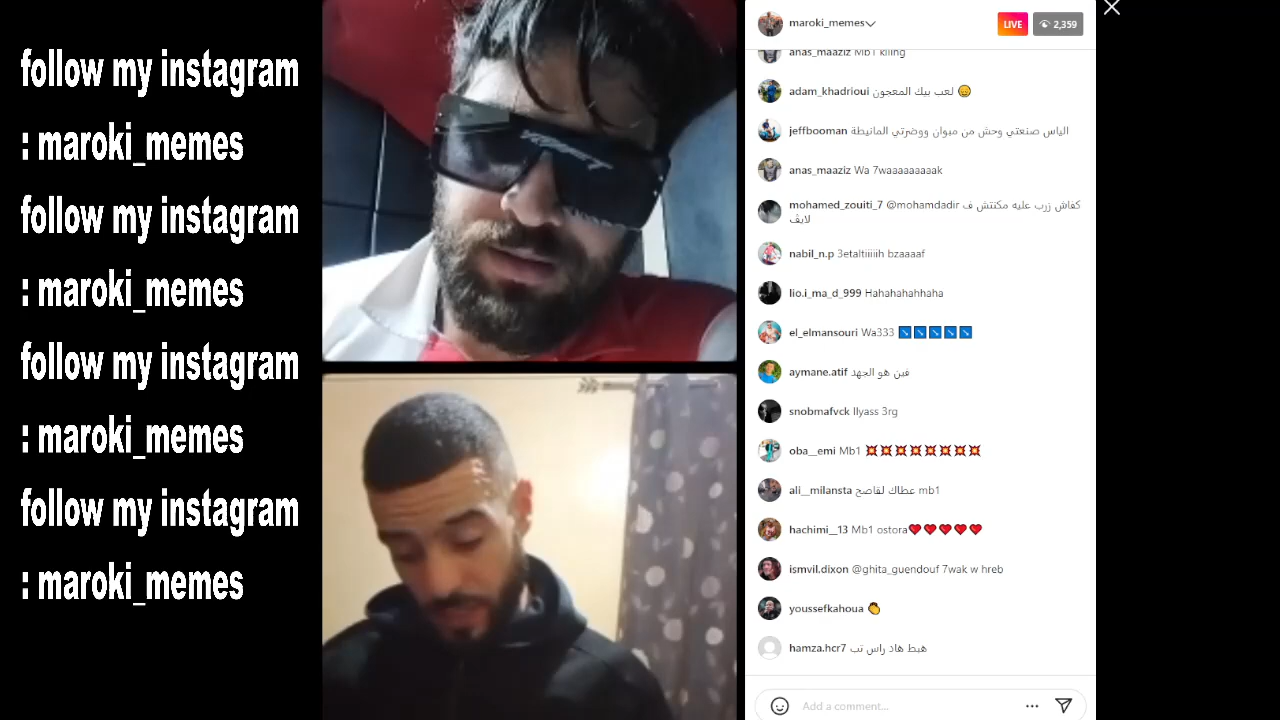 follow my instagram
: maroki_memes
follow my instagram
: maroki_memes
follow my instagram
: maroki_memes
follow my instagram
: maroki_memes
maroki_memes
LIVE
2,359
anas_maaziz Mb1 kiling
adam_khadrioui لعب بيك المعجون
jeffbooman الياس صنعتي وحش من مبوان ووضرتي المانيطة
anas_maaziz Wa 7waaaaaaaaak
mohamed_zouiti_7 @mohamdadir كفاش زرب عليه مكنتش ف
لايڤ
nabil_n.p 3etaltiiiiih bzaaaaf
lio.i_ma_d_999 Hahahahahhaha
el_elmansouri Wa333 ↘️↘️↘️↘️↘️
aymane.atif فين هو الجهد
snobmafvck Ilyass 3rg
oba__emi Mb1 💥💥💥💥💥💥💥💥
ali__milansta عطاك لقاصح mb1
hachimi__13 Mb1 ostora❤️❤️❤️❤️❤️
ismvil.dixon @ghita_guendouf 7wak w hreb
youssefkahoua 👏
hamza.hcr7 هبط هاد راس تب
Add a comment...